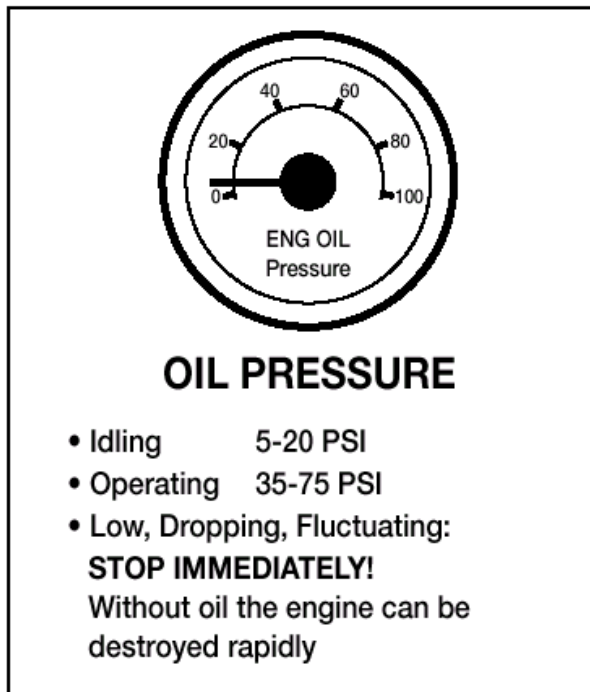 40 60
20 80
0 100
ENG OIL
Pressure
OIL PRESSURE
• Idling 5-20 PSI
• Operating 35-75 PSI
• Low, Dropping, Fluctuating:
STOP IMMEDIATELY!
Without oil the engine can be
destroyed rapidly